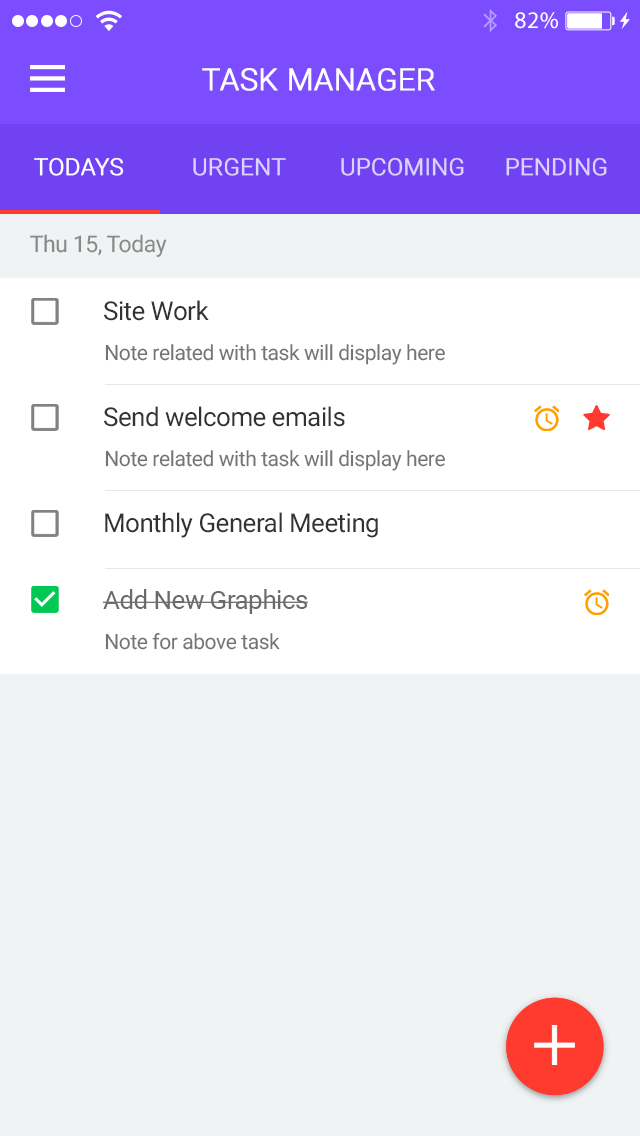 82%
TASK MANAGER
TODAYS URGENT UPCOMING PENDING
Thu 15, Today
Site Work
Note related with task will display here
Send welcome emails
Note related with task will display here
Monthly General Meeting
Add New Graphics
Note for above task